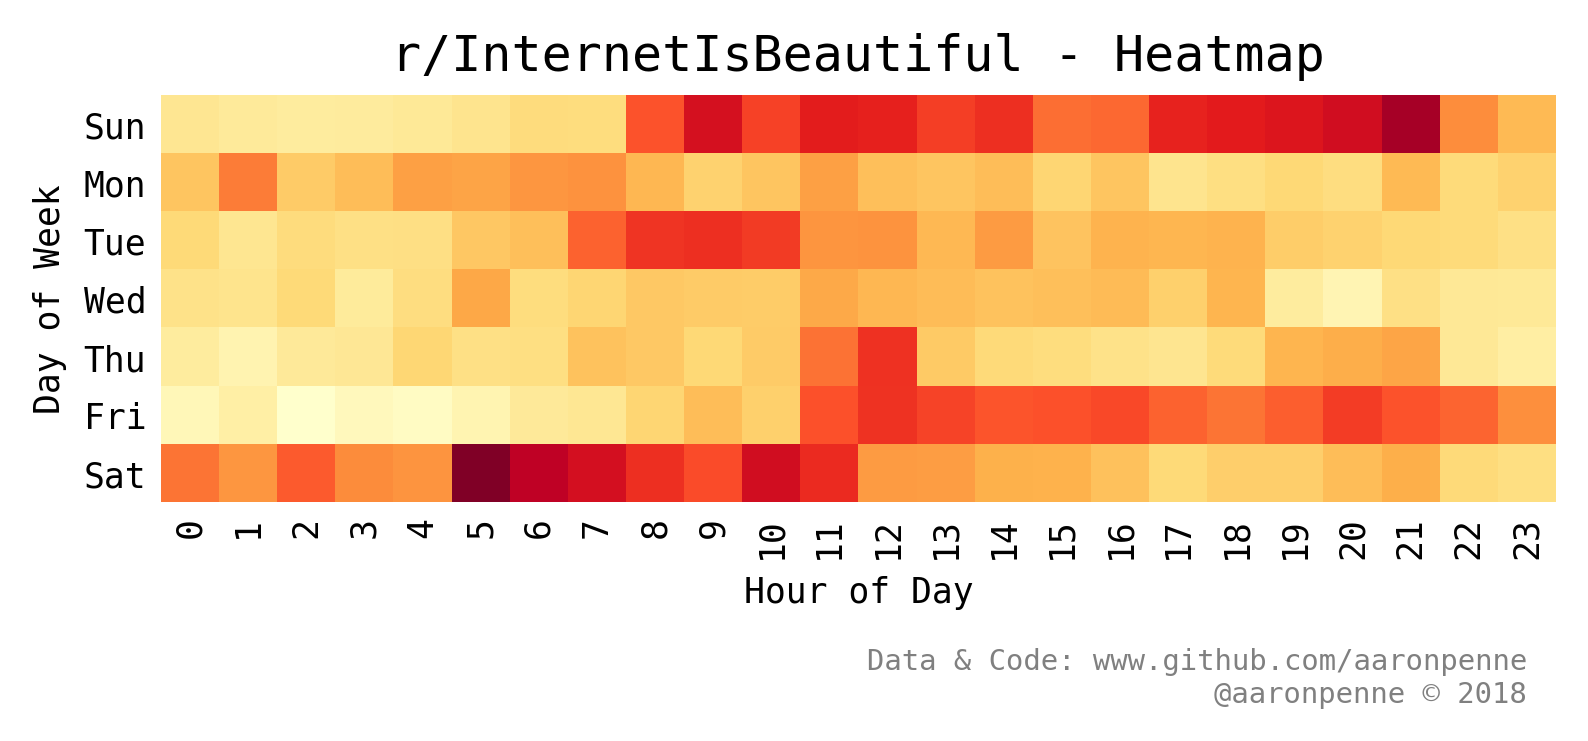 r/InternetIsBeautiful - Heatmap
Day of Week
Sun
Mon
Tue
Wed
Thu
Fri
Sat
0 1 2 3 4 5 6 7 8 9 10 11 12 13 14 15 16 17 18 19 20 21 22 23
Hour of Day
Data & Code: www.github.com/aaronpenne
@aaronpenne © 2018